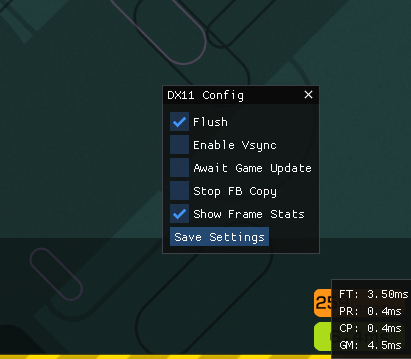 DX11 Config
Flush
Enable Vsync
Await Game Update
Stop FB Copy
Show Frame Stats
Save Settings
FT: 3.50ms
PR: 0.4ms
CP: 0.4ms
GM: 4.5ms